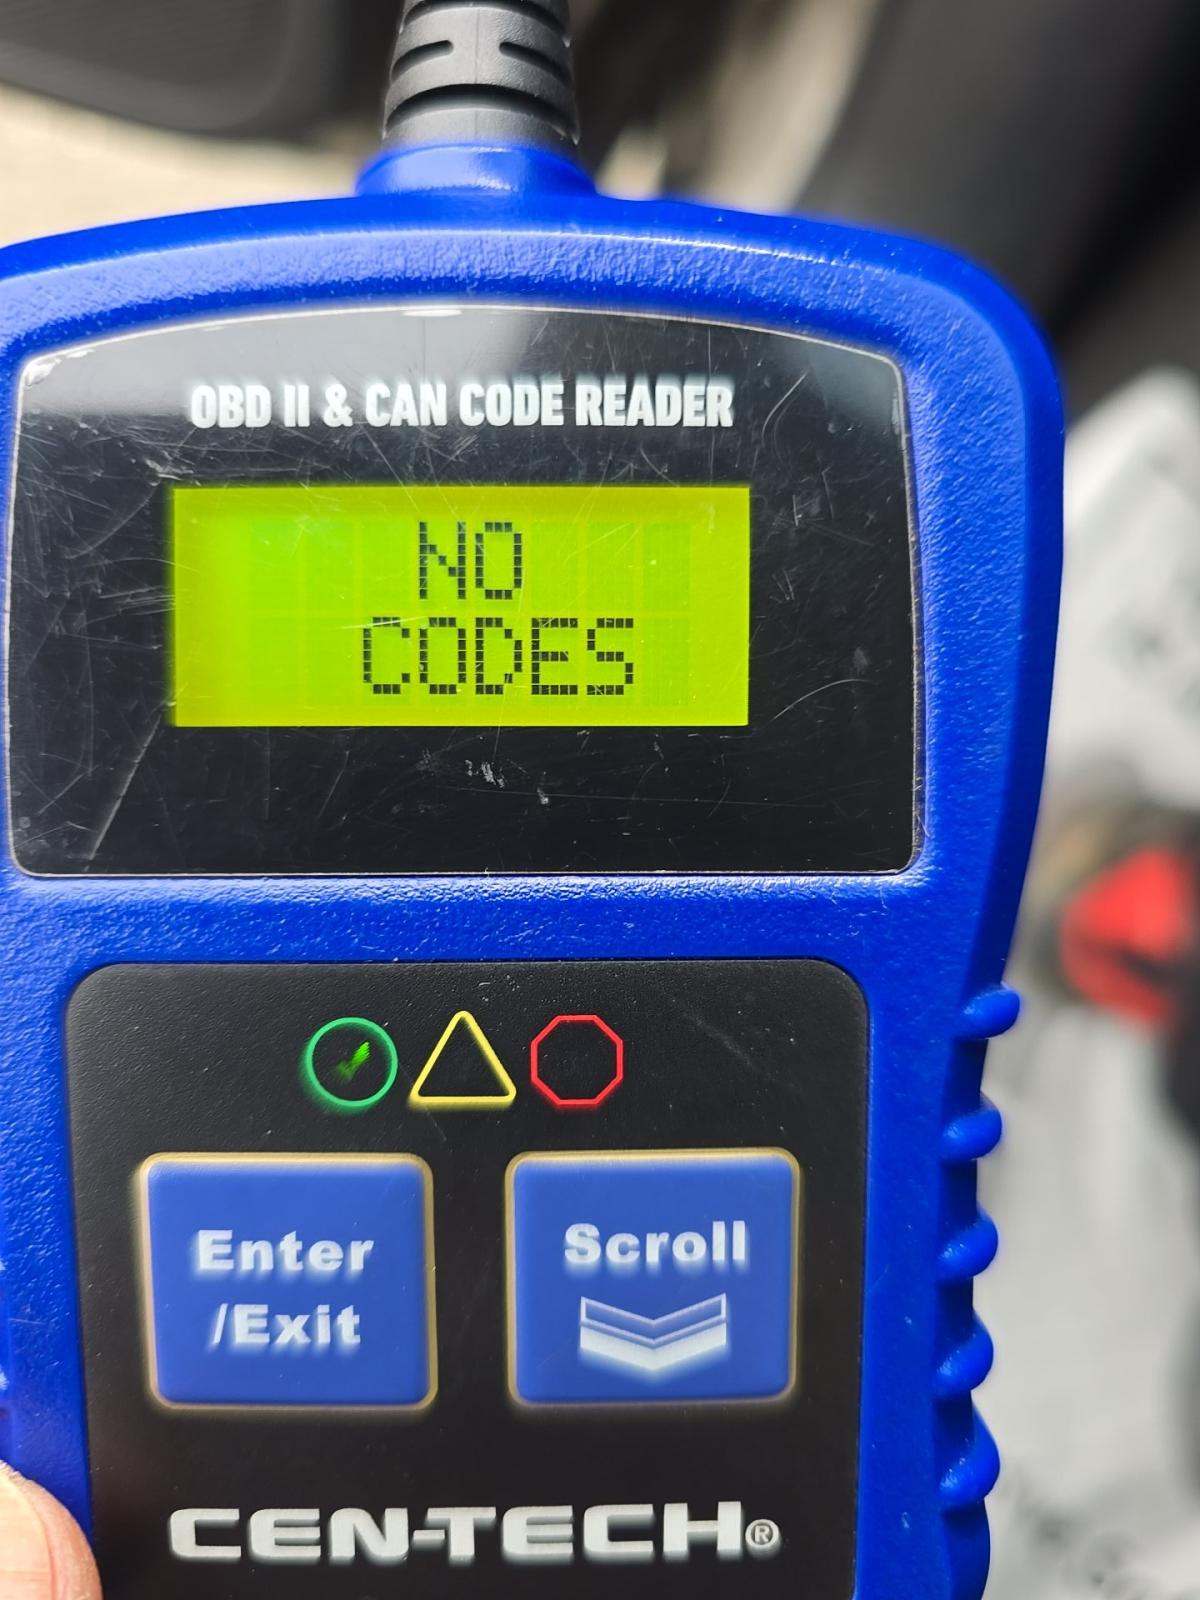 OBD II & CAN CODE READER
NO
CODES
Enter
/Exit
Scroll
CEN-TECH®